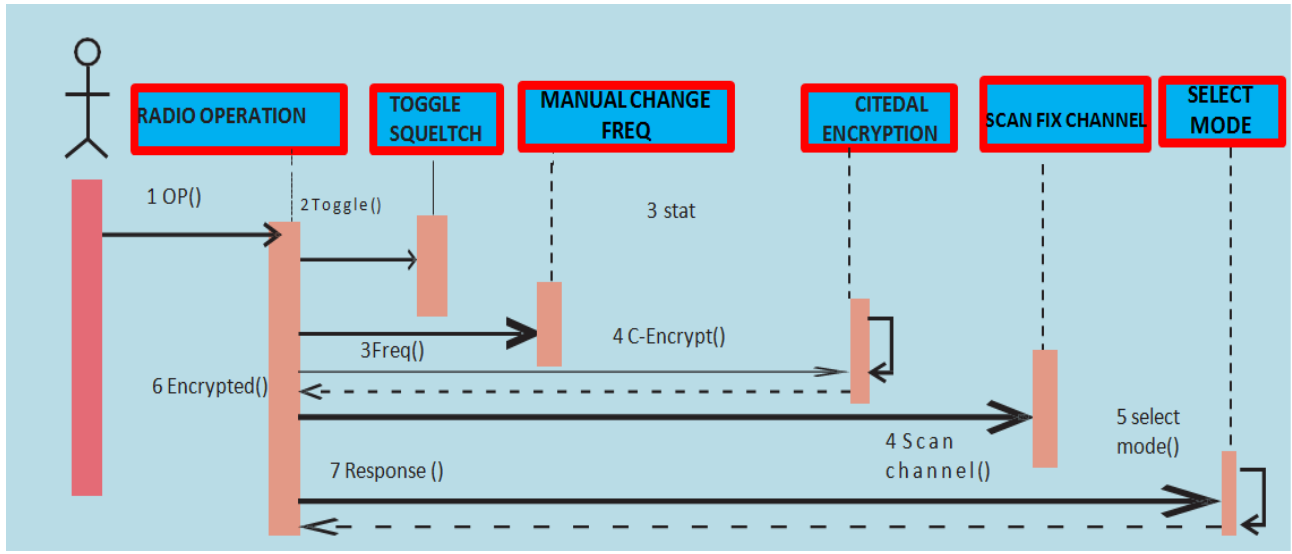 RADIO OPERATION
TOGGLE
SQUELTCH
MANUAL CHANGE
FREQ
CITEDAL
ENCRYPTION
SCAN FIX CHANNEL
SELECT
MODE
1 OP()
2 Toggle()
3 stat
3Freq()
4 C-Encrypt()
6 Encrypted()
4 Scan
channel()
5 select
mode()
7 Response ()